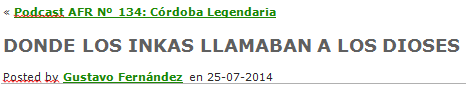 « Podcast AFR Nº 134: Córdoba Legendaria
DONDE LOS INKAS LLAMABAN A LOS DIOSES
Posted by Gustavo Fernández en 25-07-2014